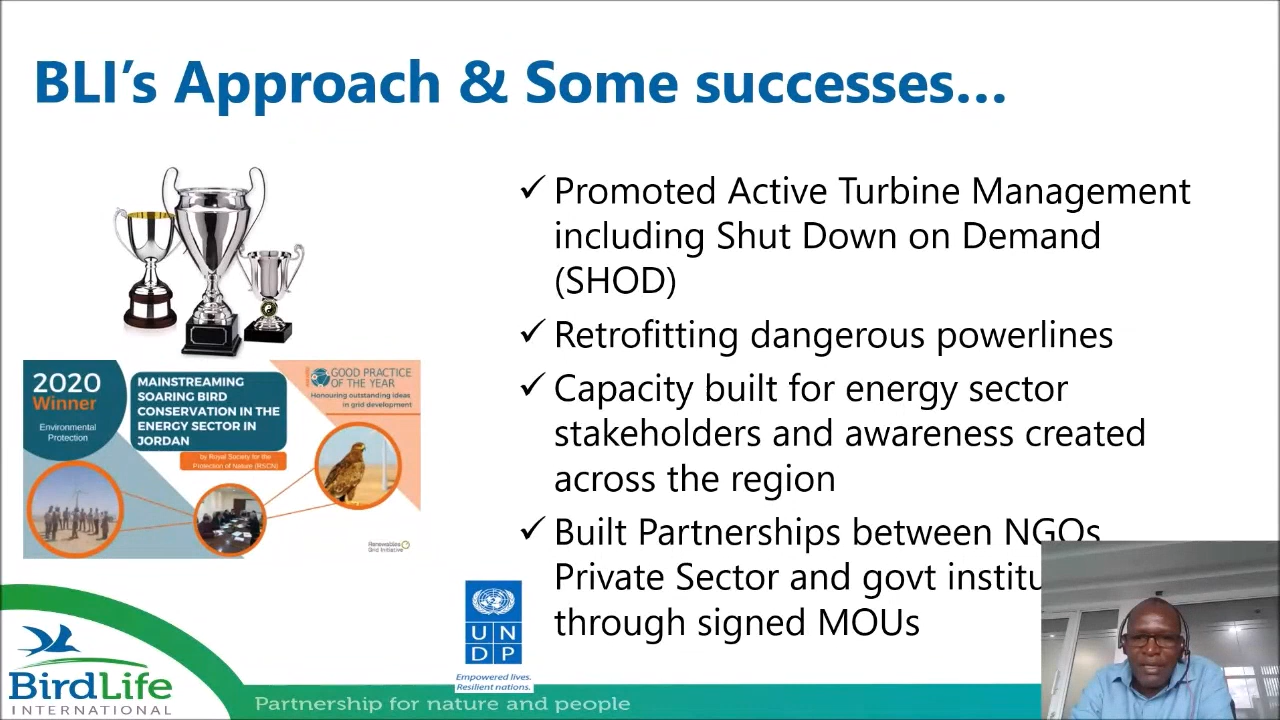 BLI's Approach & Some successes...
✓ Promoted Active Turbine Management
including Shut Down on Demand
(SHOD)
✓ Retrofitting dangerous powerlines
✓ Capacity built for energy sector
stakeholders and awareness created
across the region
✓ Built Partnerships between NGOs
Private Sector and govt institu
through signed MOUs
2020
Winner
Environmental
Protection
MAINSTREAMING
SOARING BIRD
CONSERVATION IN THE
ENERGY SECTOR IN
JORDAN
by Royal Society for the
Protection of Nature (RSCN)
GOOD PRACTICE
OF THE YEAR
Honouring outstanding ideas
in grid development
Renewables
Grid Initiative
U N
D P
Empowered lives.
Resilient nations.
BirdLife
INTERNATIONAL
Partnership for nature and people